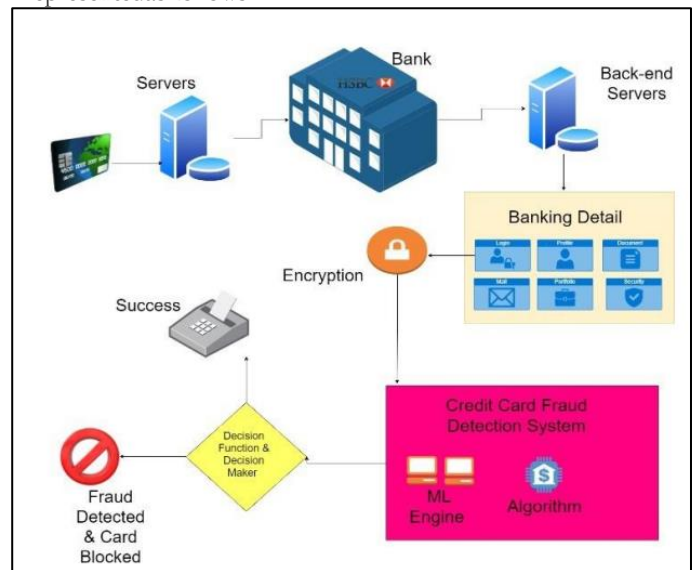 Bank
HSBC
Servers
Back-end
Servers
Banking Detail
Login
Profile
Document
Mail
Portfolio
Security
Encryption
Success
Credit Card Fraud
Detection System
ML
Engine
Algorithm
Decision
Function &
Decision
Maker
Fraud
Detected
& Card
Blocked